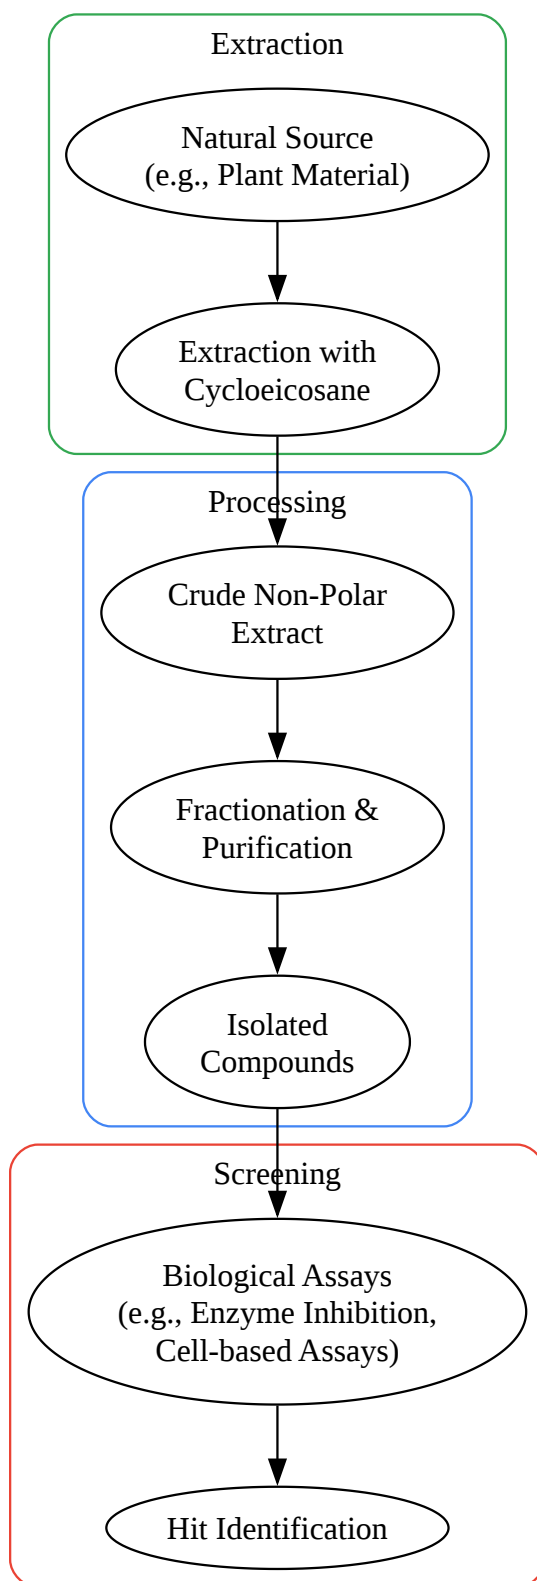 Extraction
Natural Source
(e.g., Plant Material)
Extraction with
Cycloeicosane
Processing
Crude Non-Polar
Extract
Fractionation &
Purification
Isolated
Compounds
Screening
Biological Assays
(e.g., Enzyme Inhibition,
Cell-based Assays)
Hit Identification